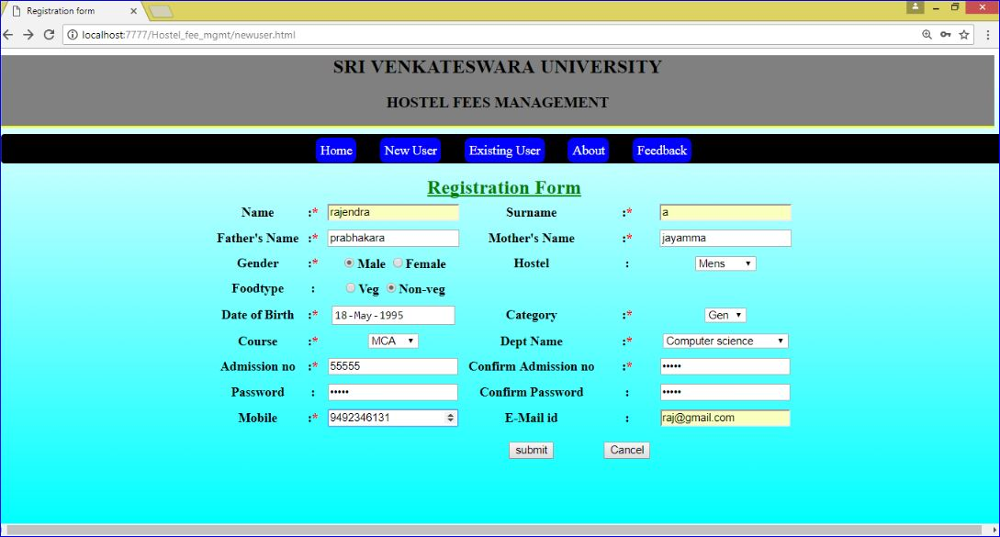 Registration form
localhost:7777/Hostel_fee_mgmt/newuser.html
SRI VENKATESWARA UNIVERSITY
HOSTEL FEES MANAGEMENT
Home New User Existing User About Feedback
Registration Form
Name :* rajendra Surname :* a
Father's Name :* prabhakara Mother's Name :* jayamma
Gender :* Male Female Hostel : Mens
Foodtype : Veg Non-veg
Date of Birth :* 18-May-1995 Category :* Gen
Course :* MCA Dept Name :* Computer science
Admission no :* 55555 Confirm Admission no :* •••••
Password : ••••• Confirm Password : •••••
Mobile :* 9492346131 E-Mail id : raj@gmail.com
submit Cancel